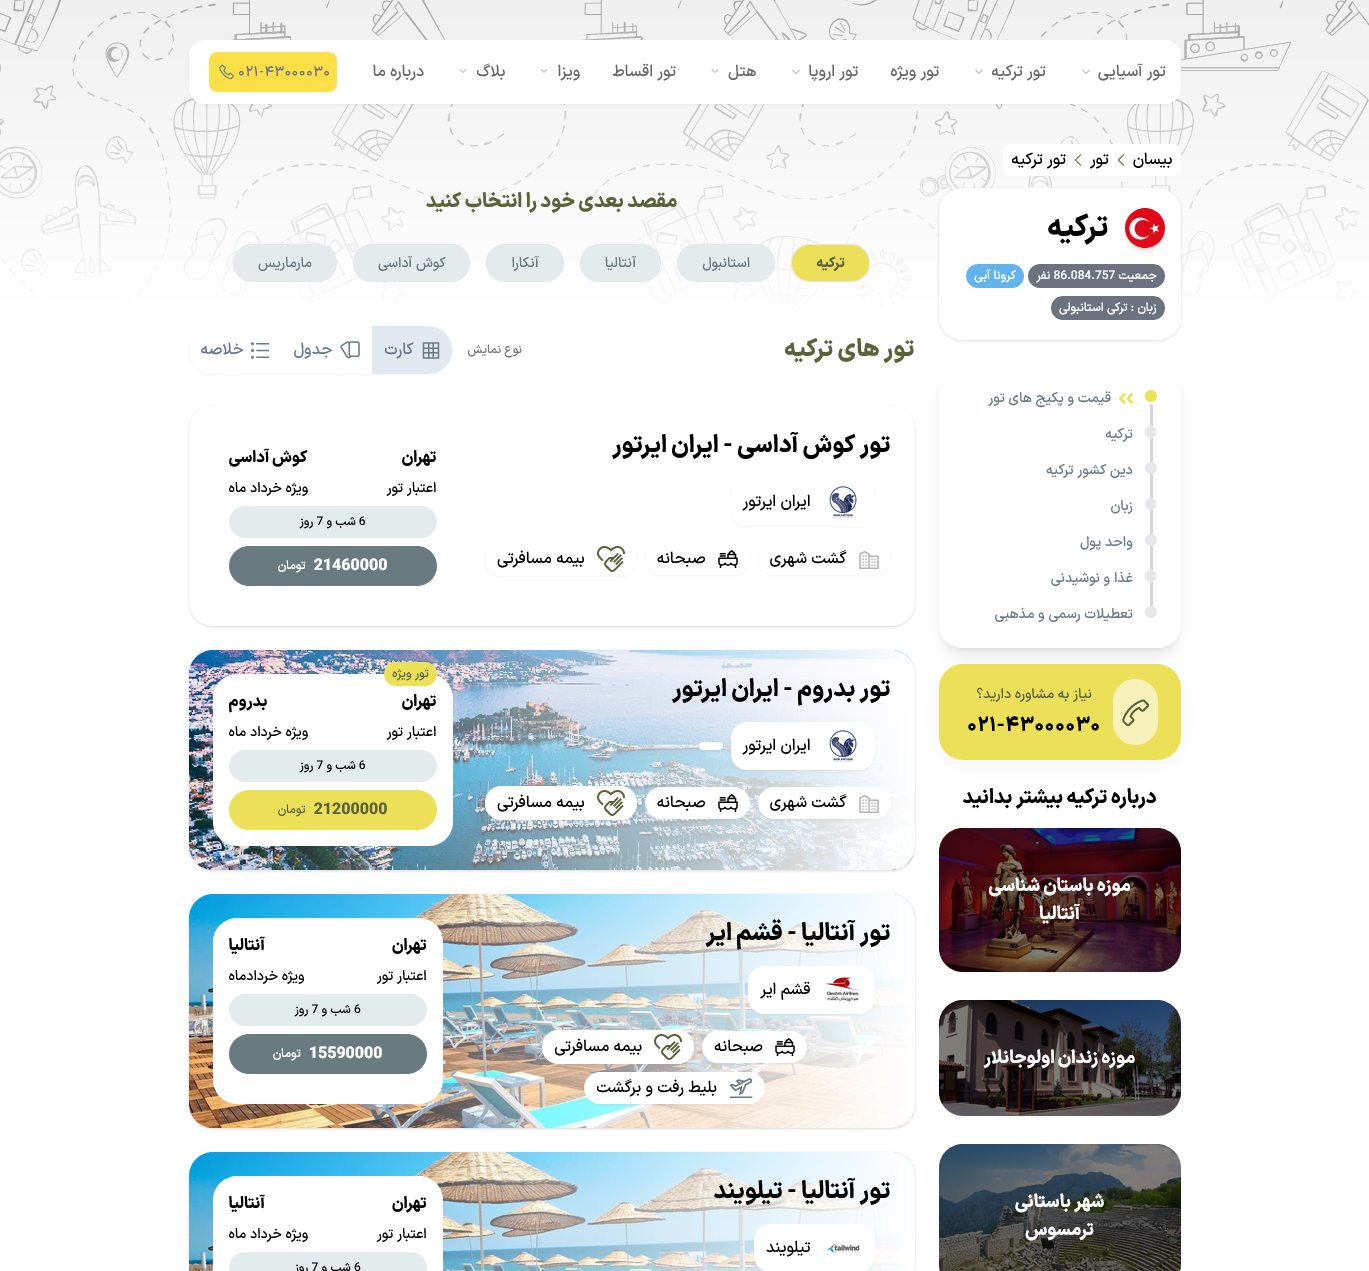 تور آسیایی
تور ترکیه
تور ویژه
تور اروپا
هتل
تور اقساط
ویزا
بلاگ
درباره ما
۰۲۱-۴۳۰۰۰۰۳۰
بیسان > تور > تور ترکیه
ترکیه
جمعیت 86.084.757 نفر
کرونا آبی
زبان : ترکی استانبولی
قیمت و پکیج های تور
ترکیه
دین کشور ترکیه
زبان
واحد پول
غذا و نوشیدنی
تعطیلات رسمی و مذهبی
نیاز به مشاوره دارید؟
۰۲۱-۴۳۰۰۰۰۳۰
درباره ترکیه بیشتر بدانید
موزه باستان شناسی
آنتالیا
موزه زندان اولوجانلار
شهر باستانی
ترمسوس
مقصد بعدی خود را انتخاب کنید
ترکیه
استانبول
آنتالیا
آنکارا
کوش آداسی
مارماریس
تور های ترکیه
نوع نمایش
کارت
جدول
خلاصه
تور کوش آداسی - ایران ایرتور
ایران ایرتور
گشت شهری
صبحانه
بیمه مسافرتی
تهران
کوش آداسی
اعتبار تور
ویژه خرداد ماه
6 شب و 7 روز
21460000 تومان
تور بدروم - ایران ایرتور
ایران ایرتور
گشت شهری
صبحانه
بیمه مسافرتی
تور ویژه
تهران
بدروم
اعتبار تور
ویژه خرداد ماه
6 شب و 7 روز
21200000 تومان
تور آنتالیا - قشم ایر
Qeshm Airlines
قشم ایر
صبحانه
بیمه مسافرتی
بلیط رفت و برگشت
تهران
آنتالیا
اعتبار تور
ویژه خردادماه
6 شب و 7 روز
15590000 تومان
تور آنتالیا - تیلویند
tailwind
تیلویند
تهران
آنتالیا
اعتبار تور
ویژه خرداد ماه
6 شب و 7 روز